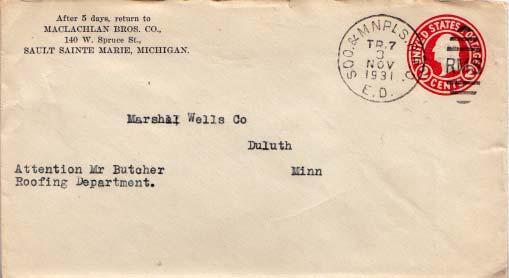 After 5 days, return to
MACLACHLAN BROS. CO.,
140 W. Spruce St.,
SAULT SAINTE MARIE, MICHIGAN.
SOO. & MNPLS.
TR. 7
3
NOV
1931
E.D.
RMS
UNITED STATES POSTAGE
2 CENTS 2
Marshal Wells Co
Duluth
Minn
Attention Mr Butcher
Roofing Department.